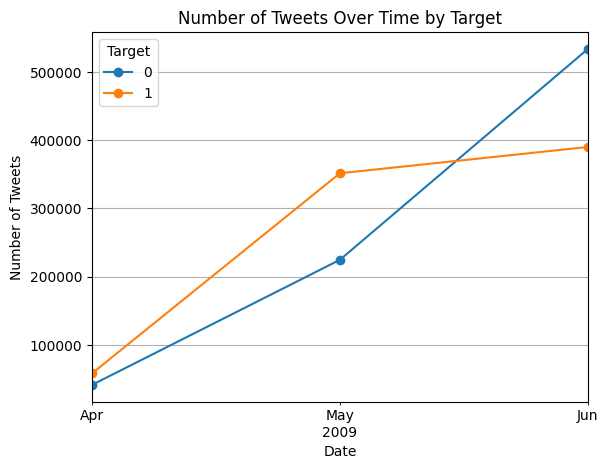 Number of Tweets Over Time by Target
Target
0
1
500000
400000
300000
200000
100000
Number of Tweets
Apr
May
Jun
2009
Date